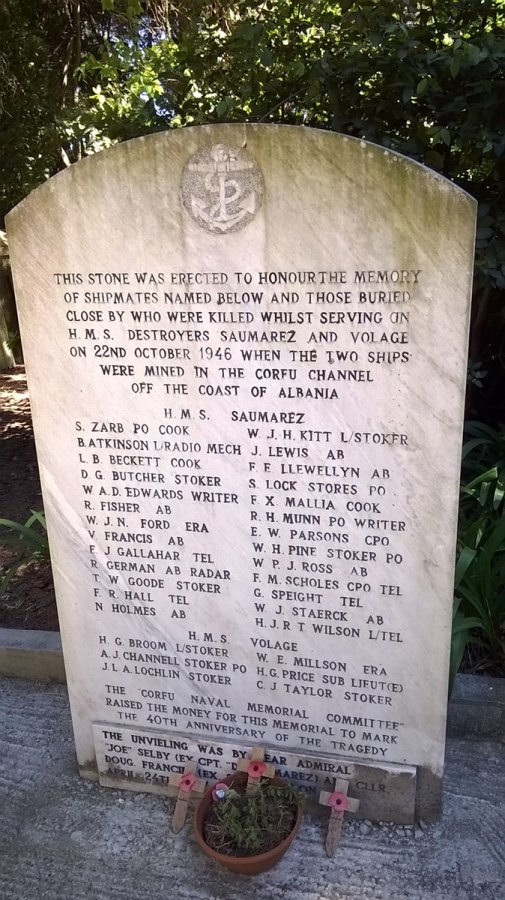 THIS STONE WAS ERECTED TO HONOUR THE MEMORY
OF SHIPMATES NAMED BELOW AND THOSE BURIED
CLOSE BY WHO WERE KILLED WHILST SERVING ON
H.M.S. DESTROYERS SAUMAREZ AND VOLAGE
ON 22ND OCTOBER 1946 WHEN THE TWO SHIPS
WERE MINED IN THE CORFU CHANNEL
OFF THE COAST OF ALBANIA
H.M.S. SAUMAREZ
S. ZARB PO COOK
B. ATKINSON L/RADIO MECH
L. B. BECKETT COOK
D. G. BUTCHER STOKER
W. A. D. EDWARDS WRITER
R. FISHER AB
W. J. N. FORD ERA
V. FRANCIS AB
E. J GALLAHAR TEL
R. GERMAN AB RADAR
T. W GOODE STOKER
F. R. HALL TEL
N. HOLMES AB
W. J. H. KITT L/STOKER
J. LEWIS AB
F. E. LLEWELLYN AB
S. LOCK STORES PO
F. X. MALLIA COOK
R. H. MUNN PO WRITER
E. W. PARSONS CPO
W. H. PINE STOKER PO
W P. J. ROSS AB
F. M. SCHOLES CPO TEL
G. SPEIGHT TEL
W. J. STAERCK AB
H. J. R T WILSON L/TEL
H.M.S. VOLAGE
H. G. BROOM L/STOKER
A. J. CHANNELL STOKER PO
J. L. A. LOCHLIN STOKER
W. E. MILLSON ERA
H. G. PRICE SUB LIEUT(E)
C. J. TAYLOR STOKER
THE "CORFU NAVAL MEMORIAL COMMITTEE"
RAISED THE MONEY FOR THIS MEMORIAL TO MARK
THE 40TH ANNIVERSARY OF THE TRAGEDY
THE UNVIELING WAS BY REAR ADMIRAL
"JOE" SELBY (EX CPT. CLLR
DOUG. FRANCIS (EX.
APRIL 24TH